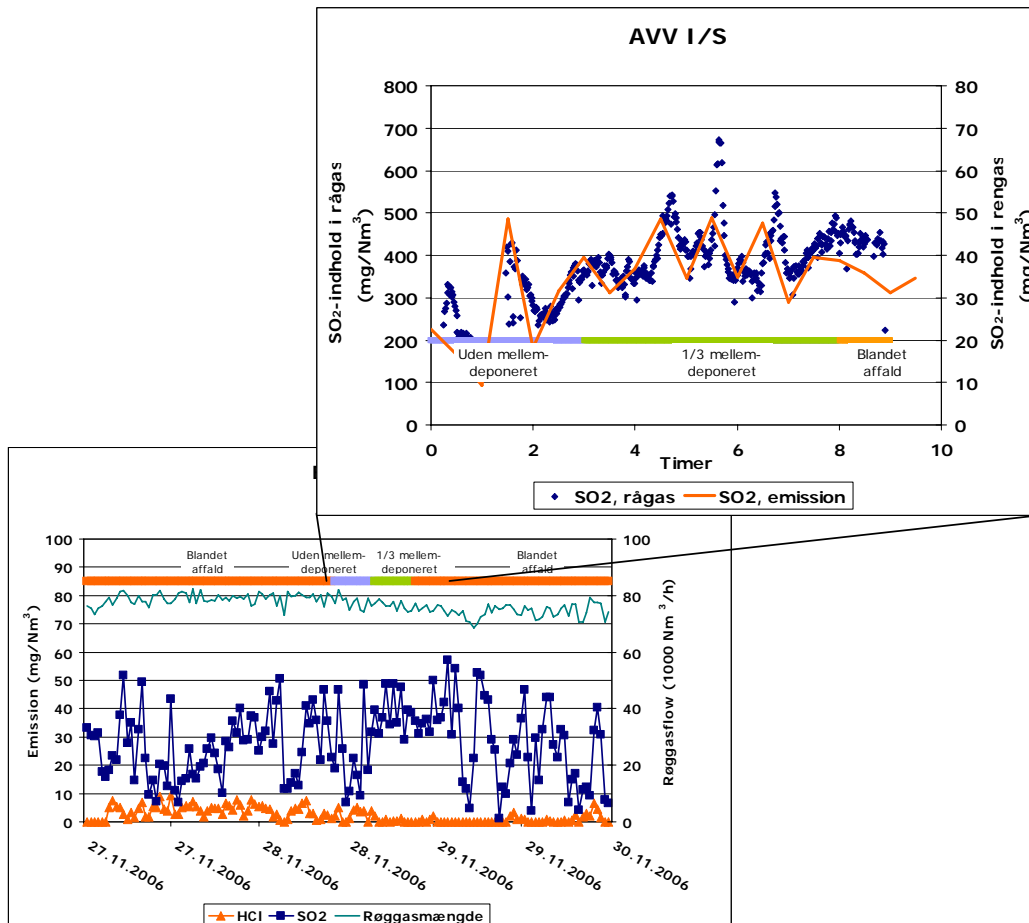 AVV I/S
SO2-indhold i rågas
(mg/Nm3)
800
700
600
500
400
300
200
100
0
80
70
60
50
40
30
20
10
0
SO2-indhold i rengas
(mg/Nm3)
Uden mellem-
deponeret
1/3 mellem-
deponeret
Blandet
affald
0 2 4 6 8 10
Timer
SO2, rågas SO2, emission
Emission (mg/Nm3)
100
90
80
70
60
50
40
30
20
10
0
100
80
60
40
20
0
Røggasflow (1000 Nm3/h)
Blandet
affald
Uden mellem-
deponeret
1/3 mellem-
deponeret
Blandet
affald
27.11.2006
27.11.2006
28.11.2006
28.11.2006
29.11.2006
29.11.2006
30.11.2006
HCl SO2 Røggasmængde